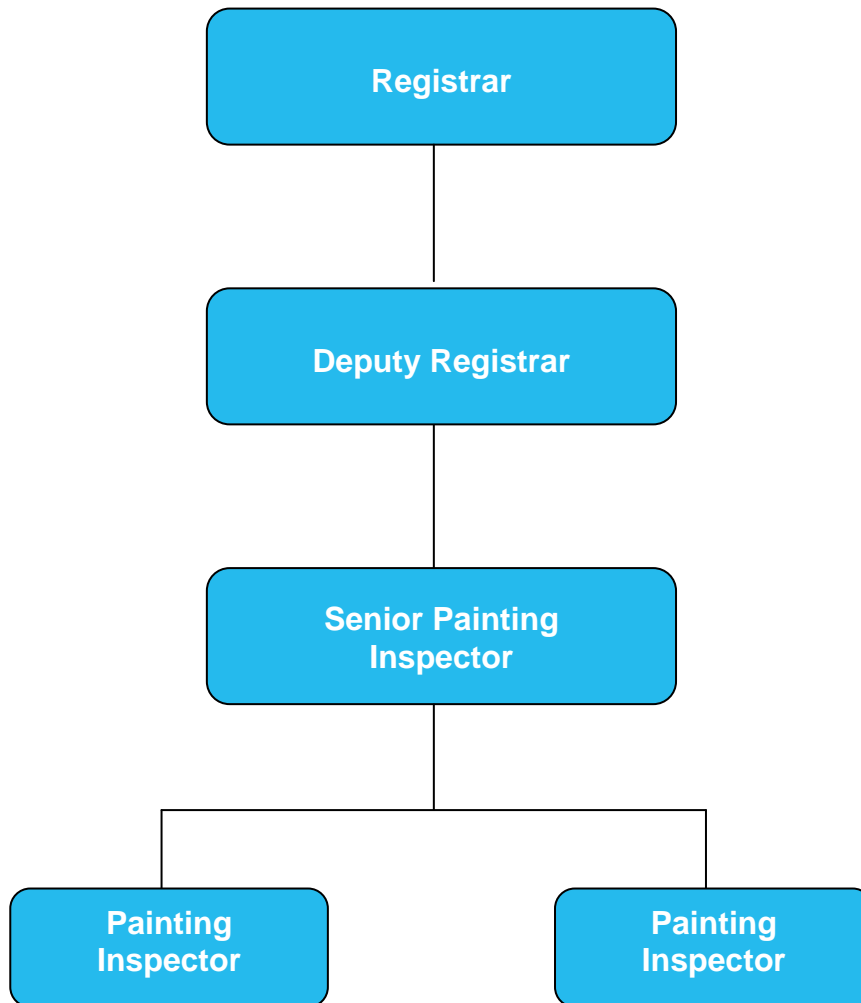 Registrar
Deputy Registrar
Senior Painting
Inspector
Painting
Inspector
Painting
Inspector